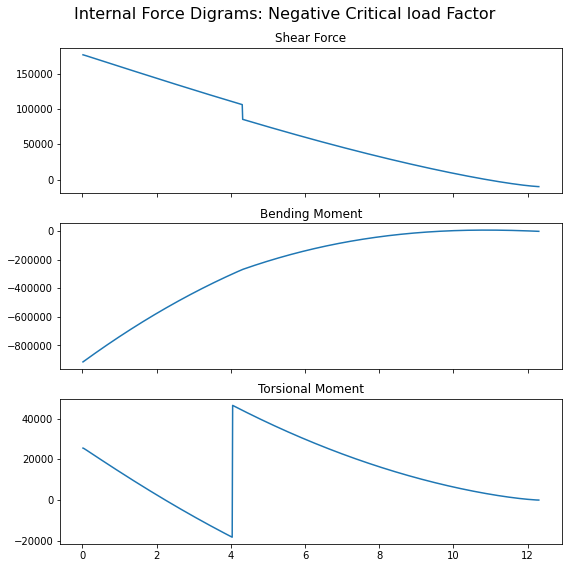 Internal Force Digrams: Negative Critical load Factor
Shear Force
150000
100000
50000
0
Bending Moment
0
−200000
−400000
−600000
−800000
Torsional Moment
40000
20000
0
−20000
0 2 4 6 8 10 12